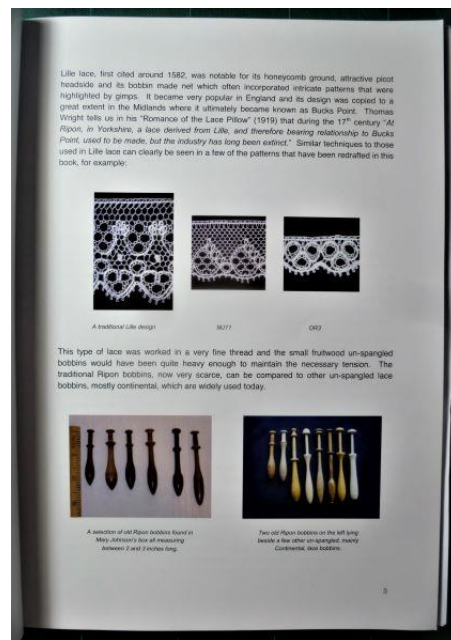 Lille lace, first cited around 1582, was notable for its honeycomb ground, attractive picot
headside and its bobbin made net which often incorporated intricate patterns that were
highlighted by gimps. It became very popular in England and its design was copied to a
great extent in the Midlands where it ultimately became known as Bucks Point. Thomas
Wright tells us in his "Romance of the Lace Pillow" (1919) that during the 17th century "At
Ripon, in Yorkshire, a lace derived from Lille, and therefore bearing relationship to Bucks
Point, used to be made, but the industry has long been extinct." Similar techniques to those
used in Lille lace can clearly be seen in a few of the patterns that have been redrafted in this
book, for example:
A traditional Lille design
OR3
This type of lace was worked in a very fine thread and the small fruitwood un-spangled
bobbins would have been quite heavy enough to maintain the necessary tension. The
traditional Ripon bobbins, now very scarce, can be compared to other un-spangled lace
bobbins, mostly continental, which are widely used today.
A selection of old Ripon bobbins found in
Mary Johnson's box all measuring
between 2 and 3 inches long.
Two old Ripon bobbins on the left lying
beside a few other un-spangled, mainly
Continental, lace bobbins.